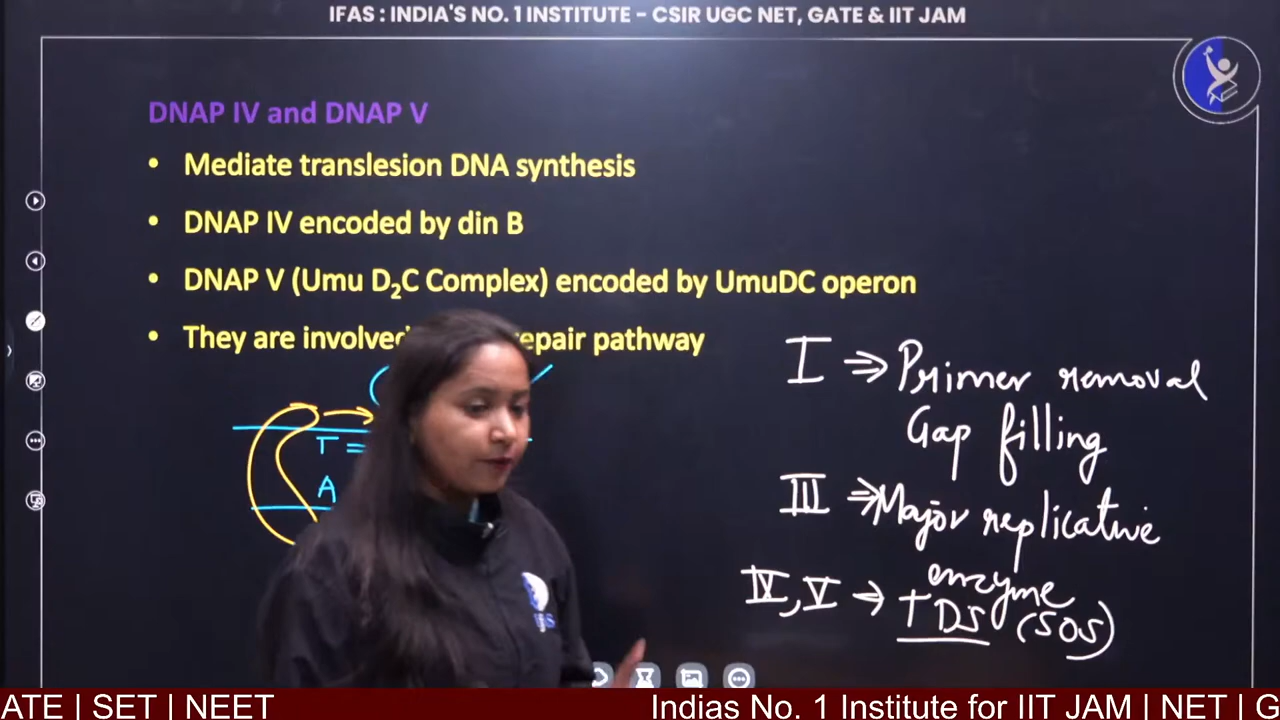 IFAS : INDIA'S NO. 1 INSTITUTE - CSIR UGC NET, GATE & IIT JAM
DNAP IV and DNAP V
• Mediate translesion DNA synthesis
• DNAP IV encoded by din B
• DNAP V (Umu D₂C Complex) encoded by UmuDC operon
• They are involved repair pathway
I ⇒ Primer removal
Gap filling
III ⇒ Major replicative
enzyme
IV, V → TDS (SOS)
T =
A
ATE | SET | NEET Indias No. 1 Institute for IIT JAM | NET | G